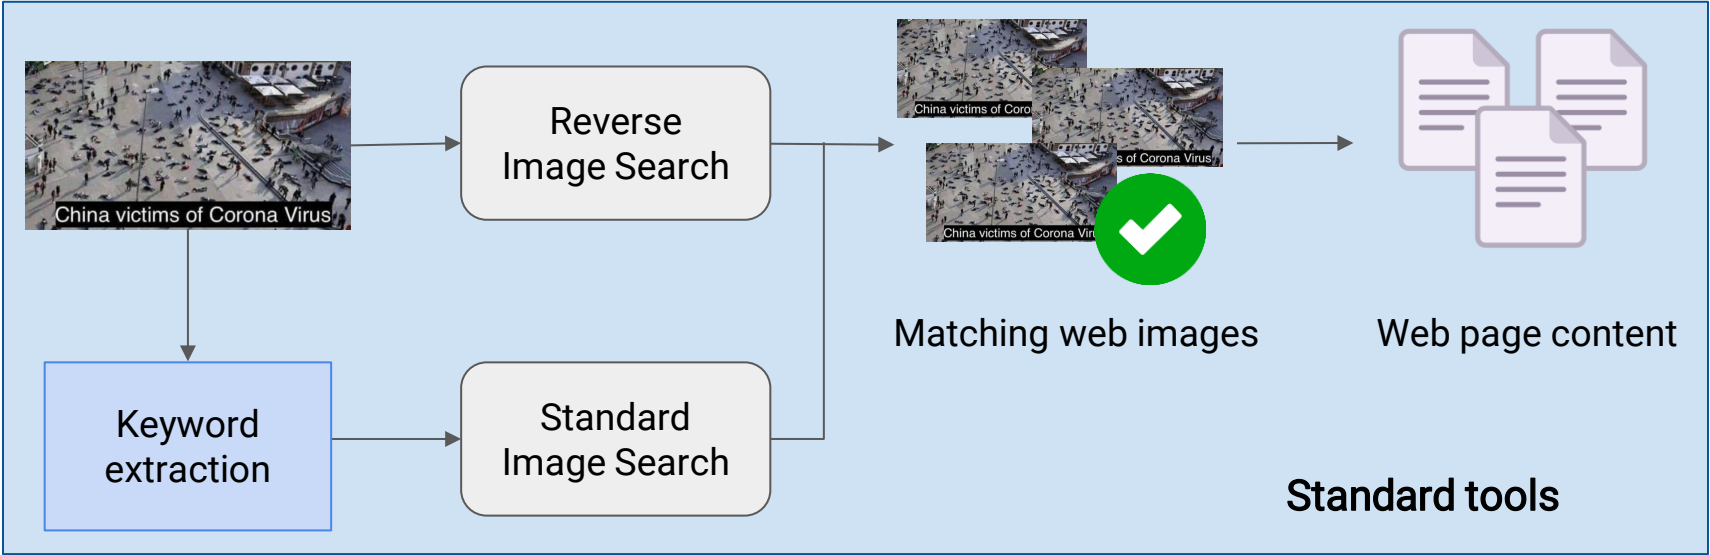 China victims of Corona Virus
Reverse
Image Search
China victims of Coro
s of Corona Virus
China victims of Corona Viru
Matching web images
Web page content
Keyword
extraction
Standard
Image Search
Standard tools